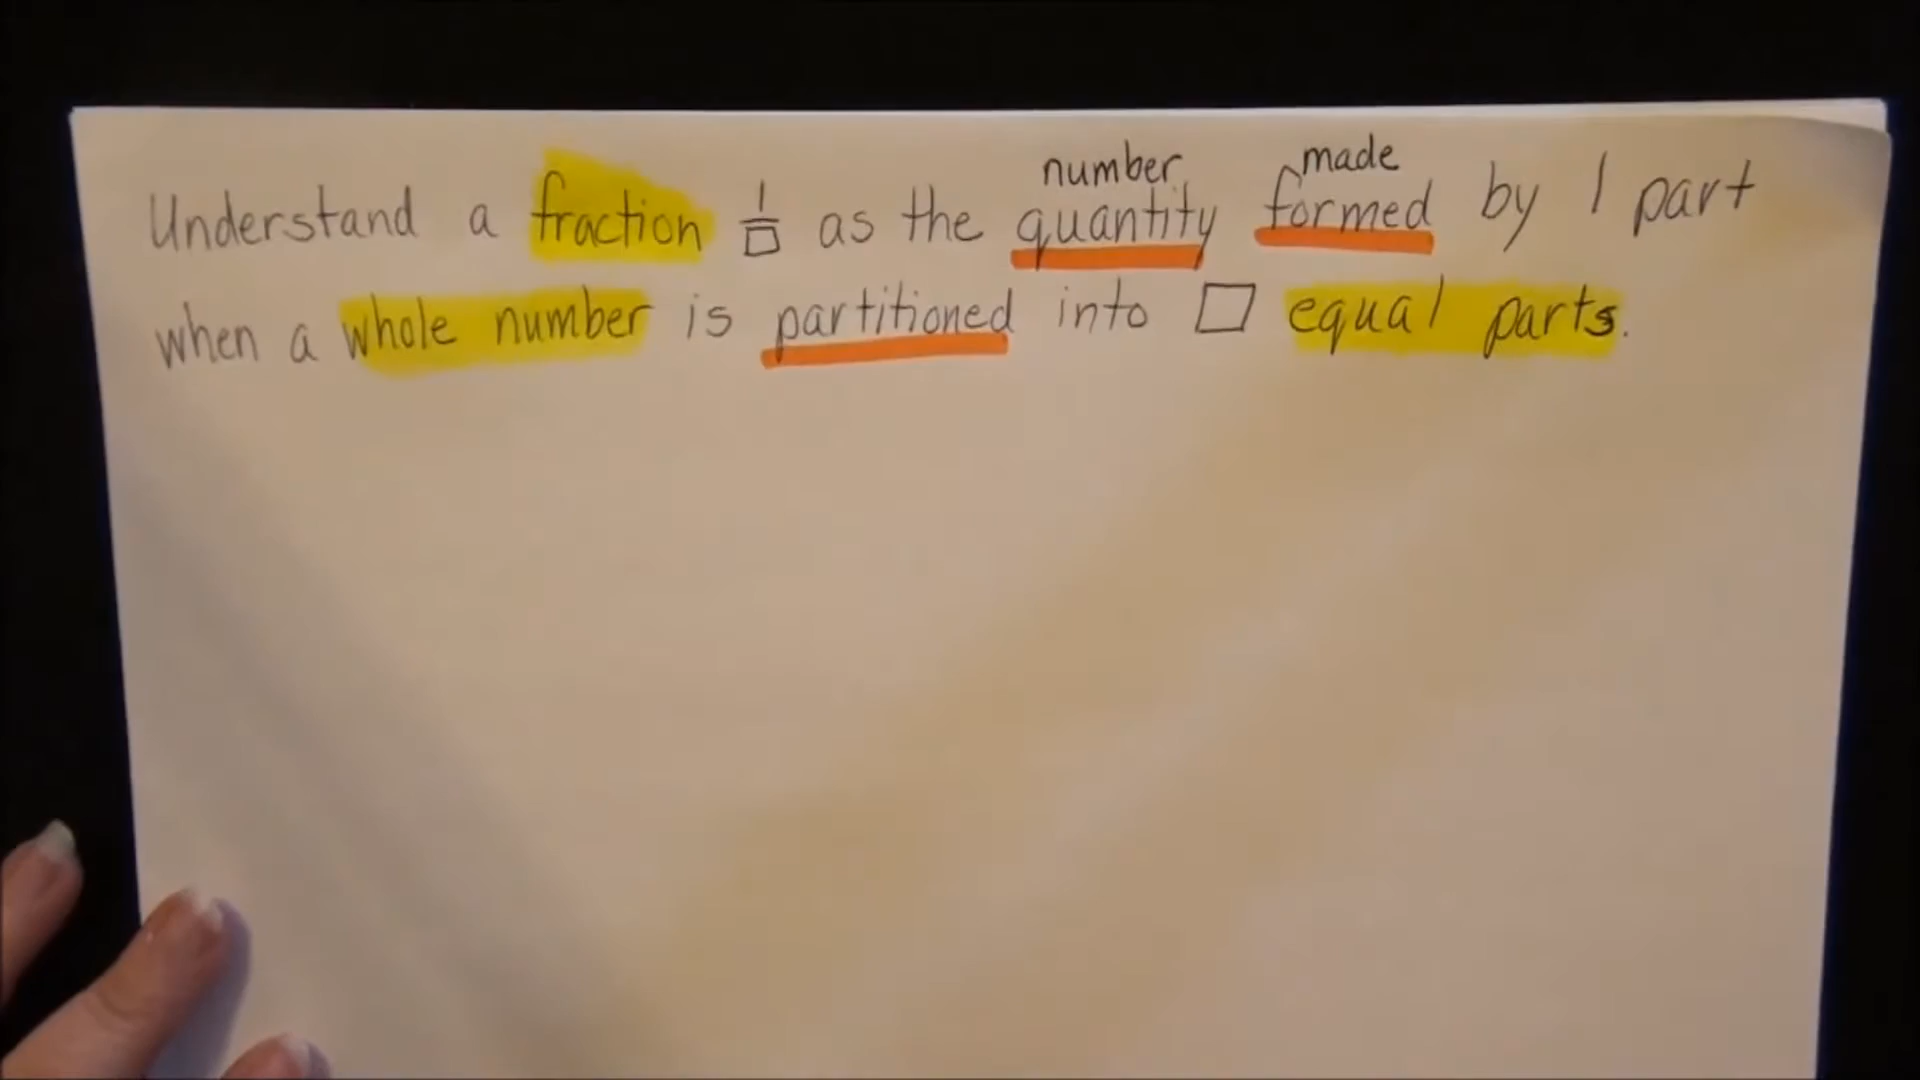 number made
Understand a fraction 1/□ as the quantity formed by 1 part
when a whole number is partitioned into □ equal parts.